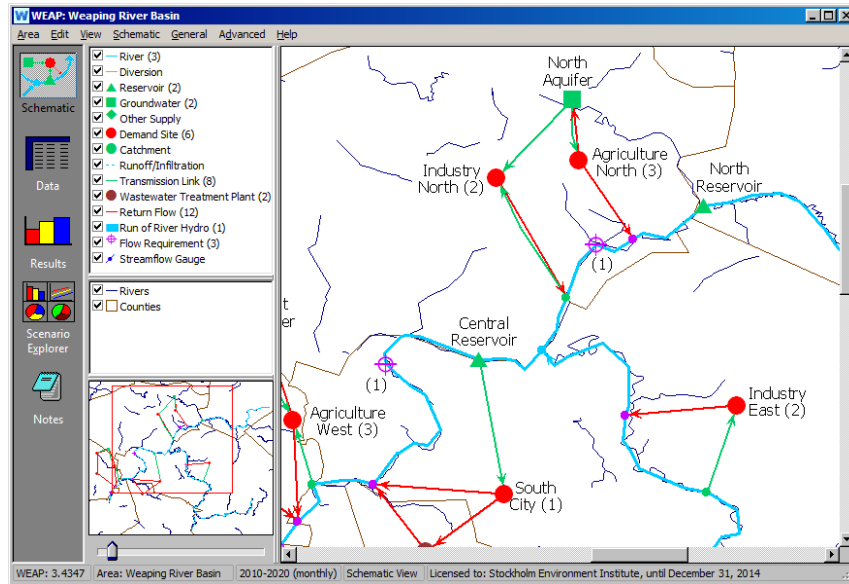 WEAP: Weaping River Basin
Area Edit View Schematic General Advanced Help
Schematic
Data
Results
Scenario
Explorer
Notes
River (3)
Diversion
Reservoir (2)
Groundwater (2)
Other Supply
Demand Site (6)
Catchment
Runoff/Infiltration
Transmission Link (8)
Wastewater Treatment Plant (2)
Return Flow (12)
Run of River Hydro (1)
Flow Requirement (3)
Streamflow Gauge
Rivers
Counties
North
Aquifer
Industry
North (2)
Agriculture
North (3)
North
Reservoir
(1)
t
er
Central
Reservoir
(1)
Agriculture
West (3)
Industry
East (2)
South
City (1)
WEAP: 3.4347 Area: Weaping River Basin 2010-2020 (monthly) Schematic View Licensed to: Stockholm Environment Institute, until December 31, 2014